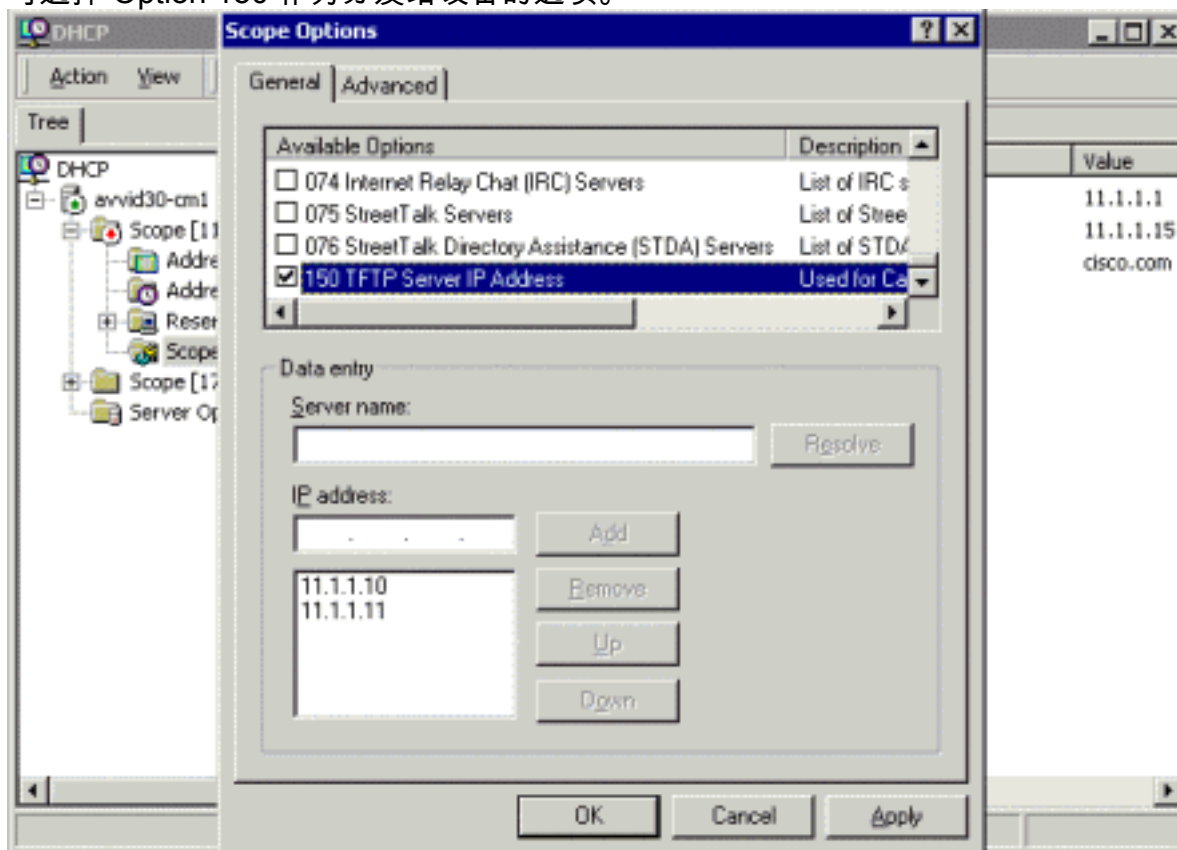 Option 150
DHCP
Scope Options
Action View
General Advanced
Tree
Available Options Description
Value
DHCP
074 Internet Relay Chat (IRC) Servers List of IRC s
avvid30-cm1
11.1.1.1
075 StreetTalk Servers List of Stree
Scope [11
11.1.1.15
076 StreetTalk Directory Assistance (STDA) Servers List of STDA
Addre
cisco.com
150 TFTP Server IP Address Used for Ca
Addre
Reser
Scope
Data entry
Scope [17
Server name:
Server Op
Resolve
IP address:
. . .
Add
11.1.1.10
Remove
11.1.1.11
Up
Down
OK Cancel Apply